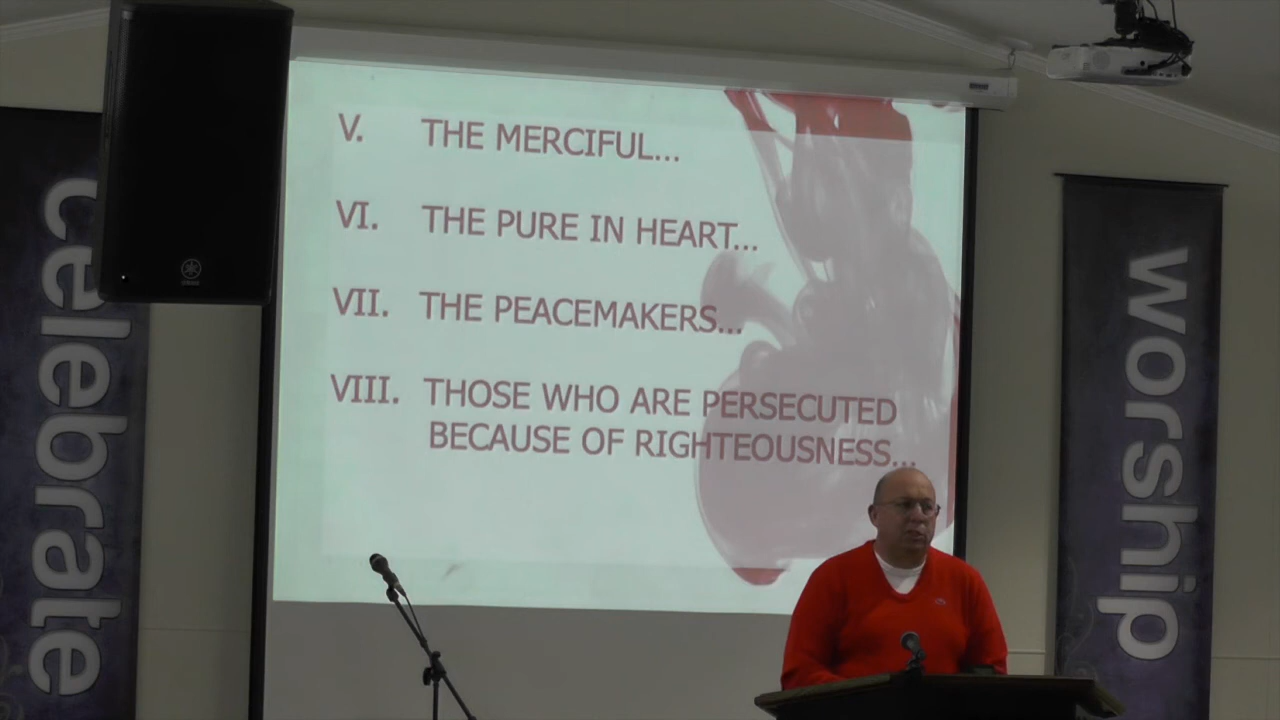 V. THE MERCIFUL...
VI. THE PURE IN HEART...
VII. THE PEACEMAKERS...
VIII. THOSE WHO ARE PERSECUTED
BECAUSE OF RIGHTEOUSNESS...
celebrate
worship